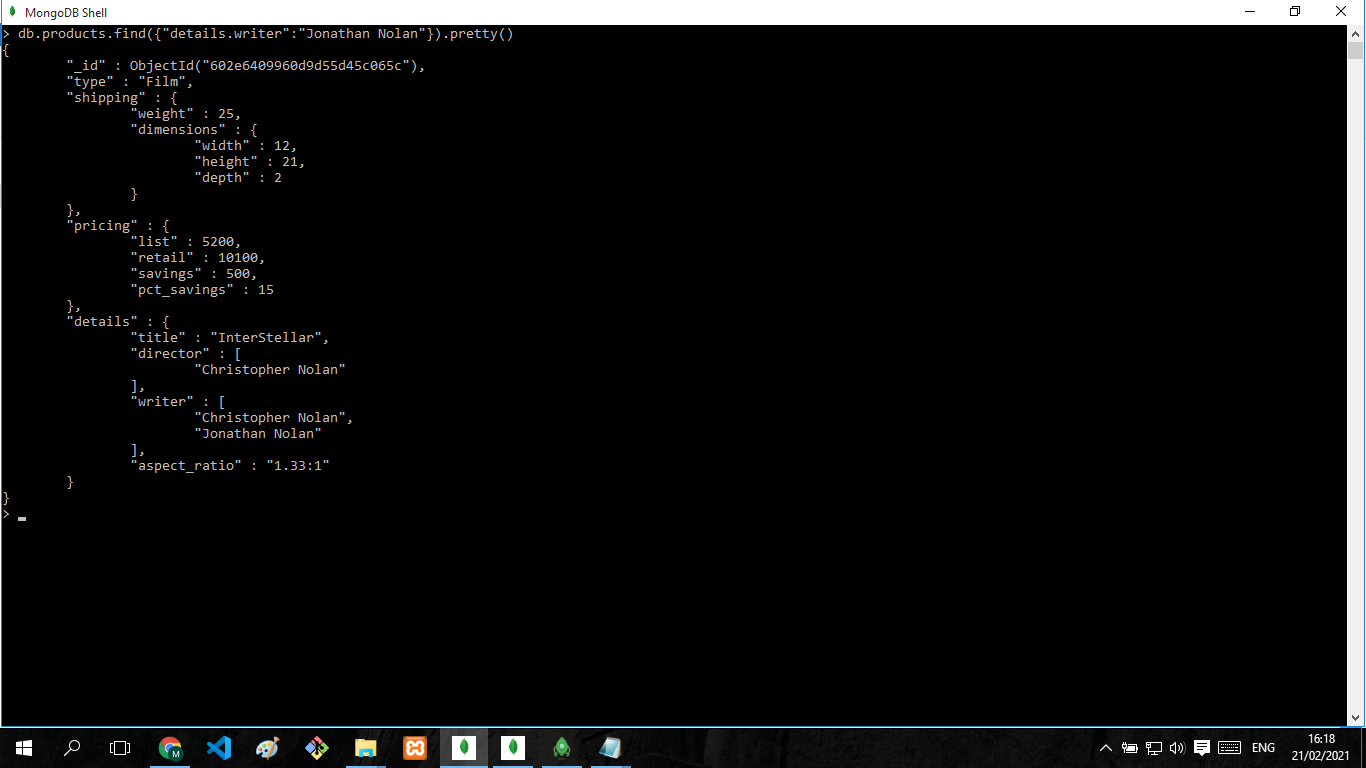 MongoDB Shell
> db.products.find({"details.writer":"Jonathan Nolan"}).pretty()
{
        "_id" : ObjectId("602e6409960d9d55d45c065c"),
        "type" : "Film",
        "shipping" : {
                "weight" : 25,
                "dimensions" : {
                        "width" : 12,
                        "height" : 21,
                        "depth" : 2
                }
        },
        "pricing" : {
                "list" : 5200,
                "retail" : 10100,
                "savings" : 500,
                "pct_savings" : 15
        },
        "details" : {
                "title" : "InterStellar",
                "director" : [
                        "Christopher Nolan"
                ],
                "writer" : [
                        "Christopher Nolan",
                        "Jonathan Nolan"
                ],
                "aspect_ratio" : "1.33:1"
        }
}
>
M
ENG
16:18
21/02/2021